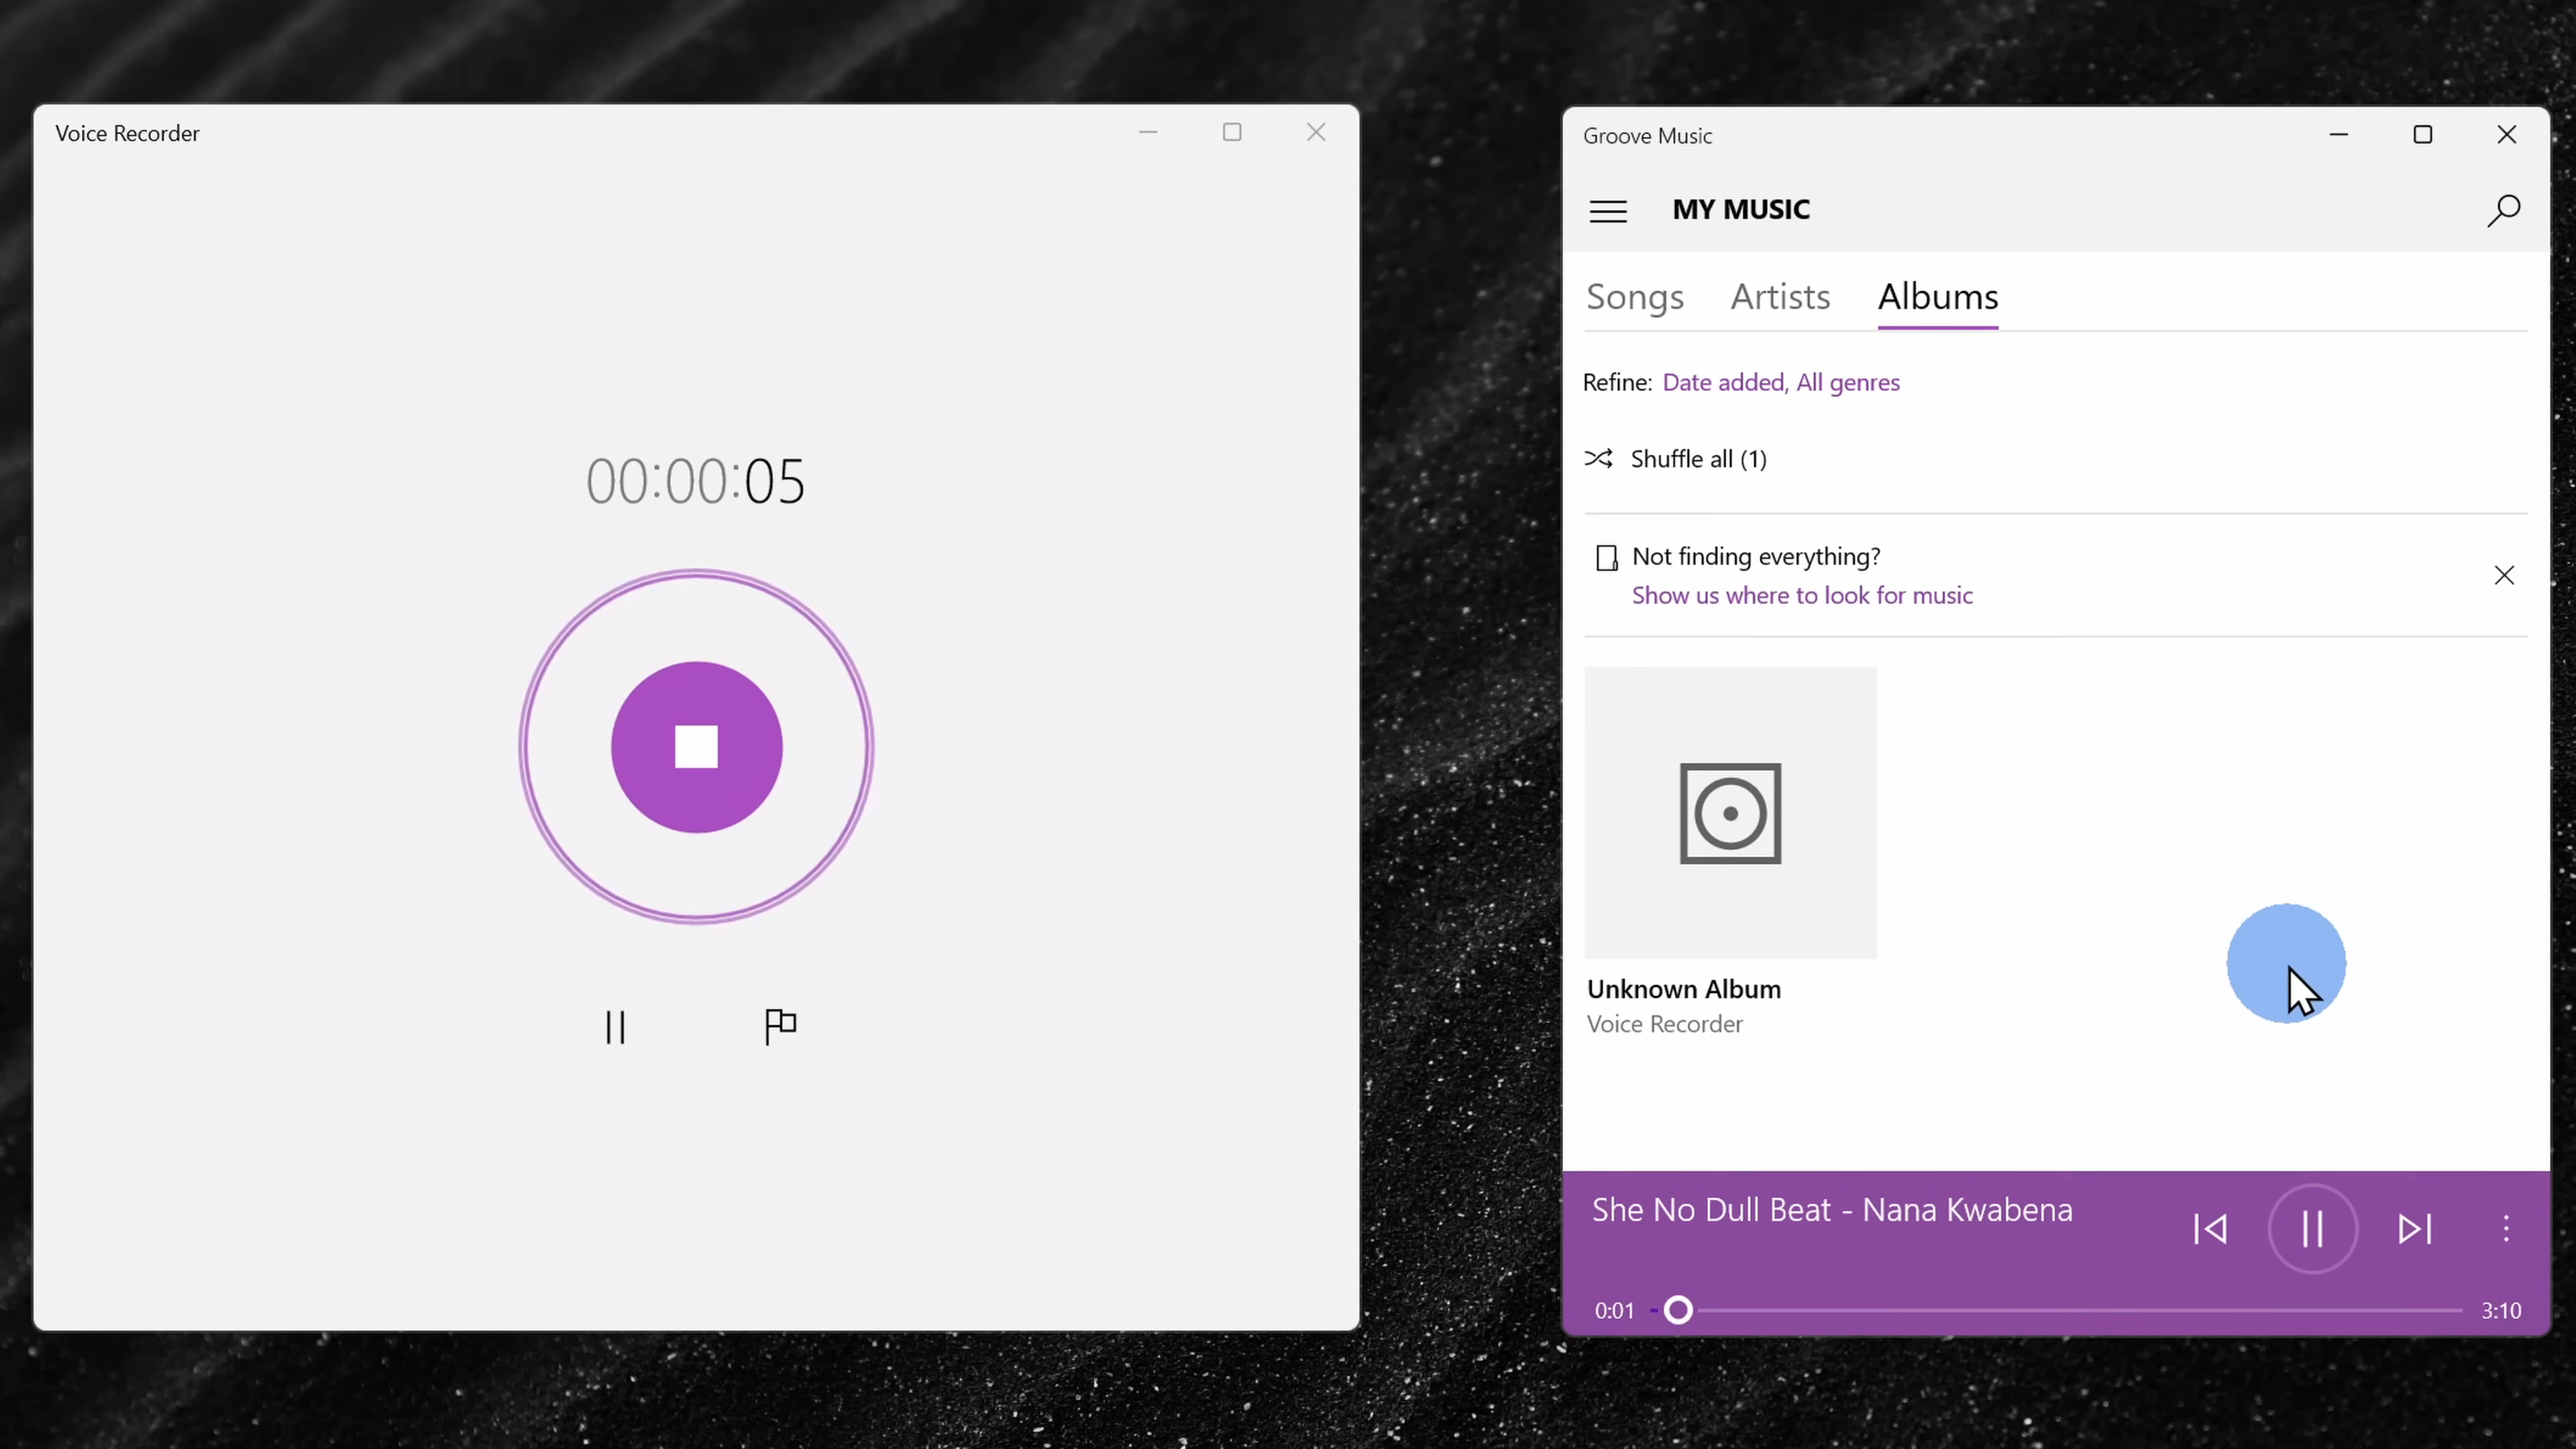 Voice Recorder
00:00:05
Groove Music
MY MUSIC
Songs Artists Albums
Refine: Date added, All genres
Shuffle all (1)
Not finding everything?
Show us where to look for music
Unknown Album
Voice Recorder
She No Dull Beat - Nana Kwabena
0:01 3:10